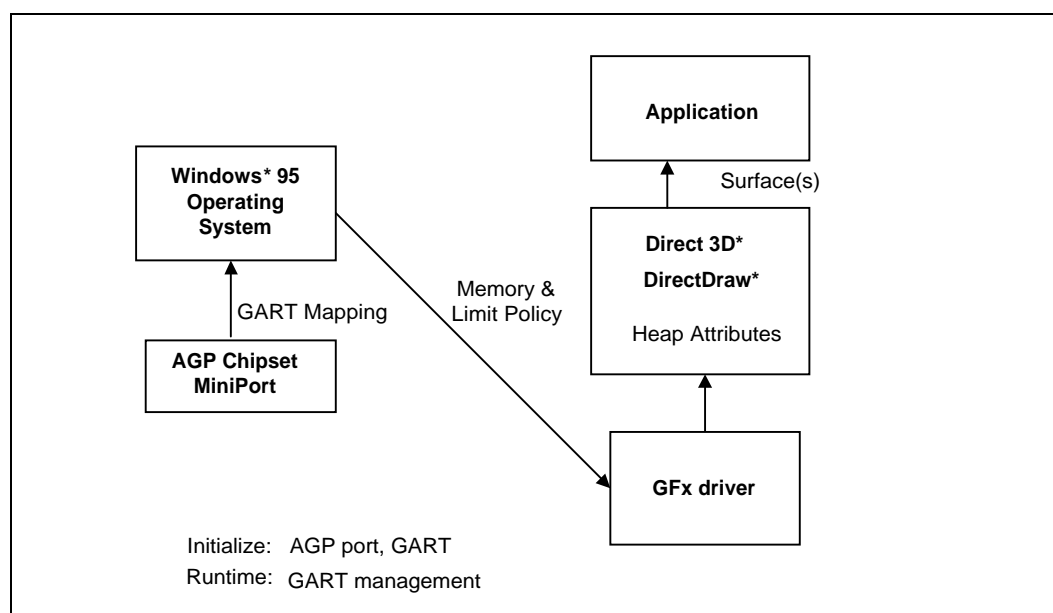 Application
Surface(s)
Windows* 95
Operating
System
Direct 3D*
DirectDraw*
Heap Attributes
Memory &
Limit Policy
GART Mapping
AGP Chipset
MiniPort
GFx driver
Initialize: AGP port, GART
Runtime: GART management